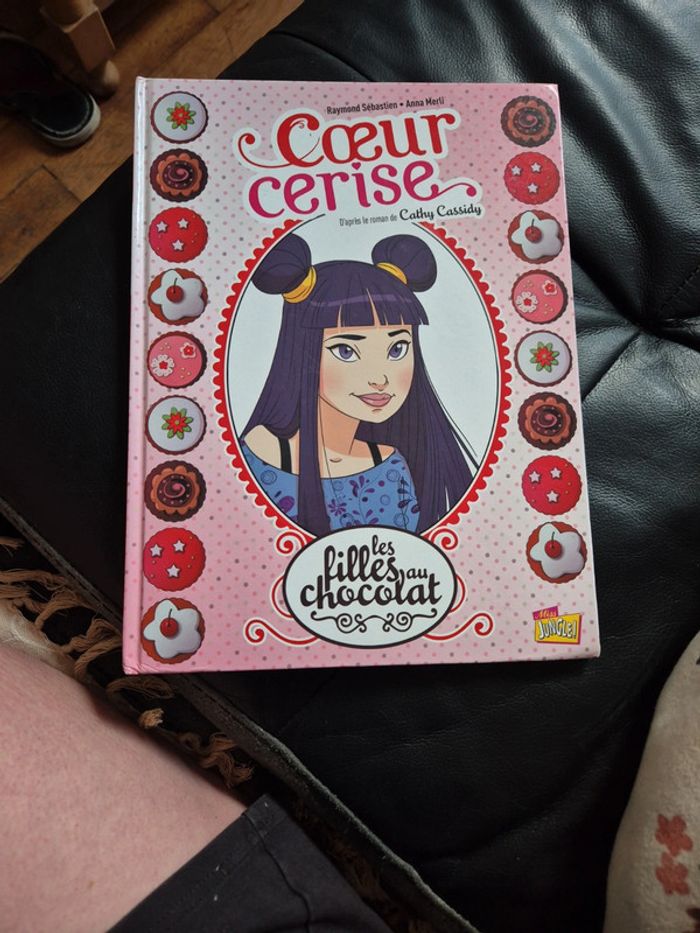 Raymond Sébastien • Anna Merli
Cœur
cerise
D'après le roman de Cathy Cassidy
les
filles au
chocolat
Miss
JUNGLE!